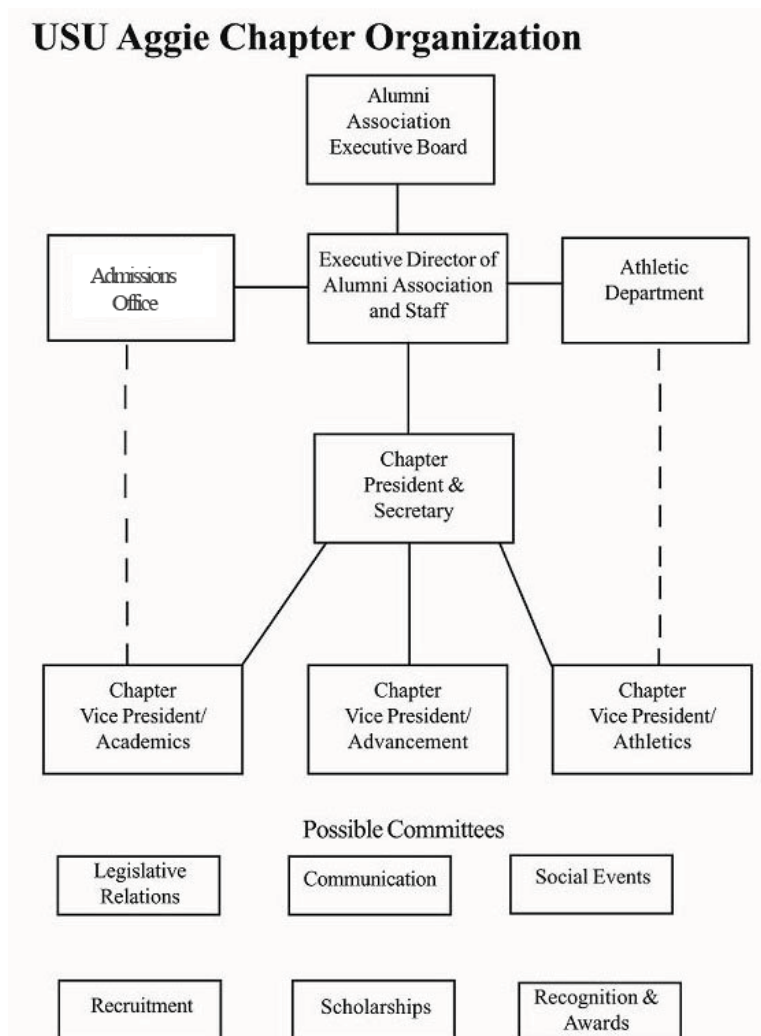 USU Aggie Chapter Organization
Alumni
Association
Executive Board
Admissions
Office
Executive Director of
Alumni Association
and Staff
Athletic
Department
Chapter
President &
Secretary
Chapter
Vice President/
Academics
Chapter
Vice President/
Advancement
Chapter
Vice President/
Athletics
Possible Committees
Legislative
Relations
Communication
Social Events
Recruitment
Scholarships
Recognition &
Awards